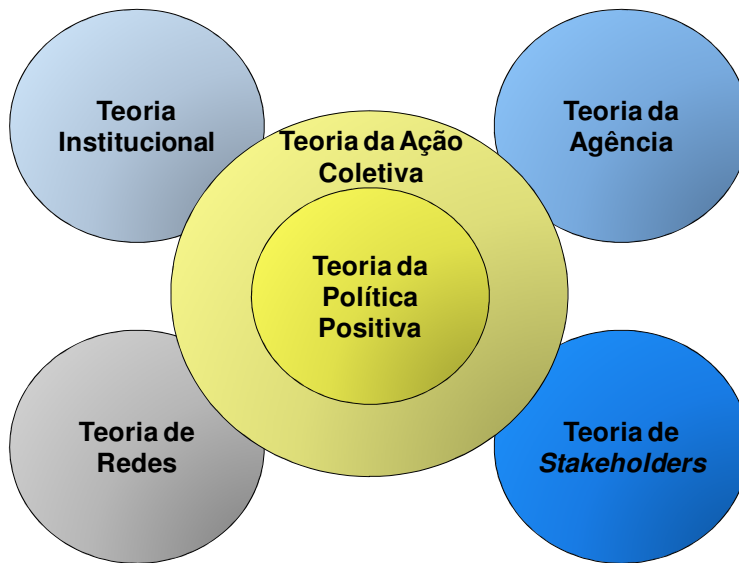 Teoria
Institucional
Teoria da
Agência
Teoria da Ação
Coletiva
Teoria da
Política
Positiva
Teoria de
Redes
Teoria de
Stakeholders